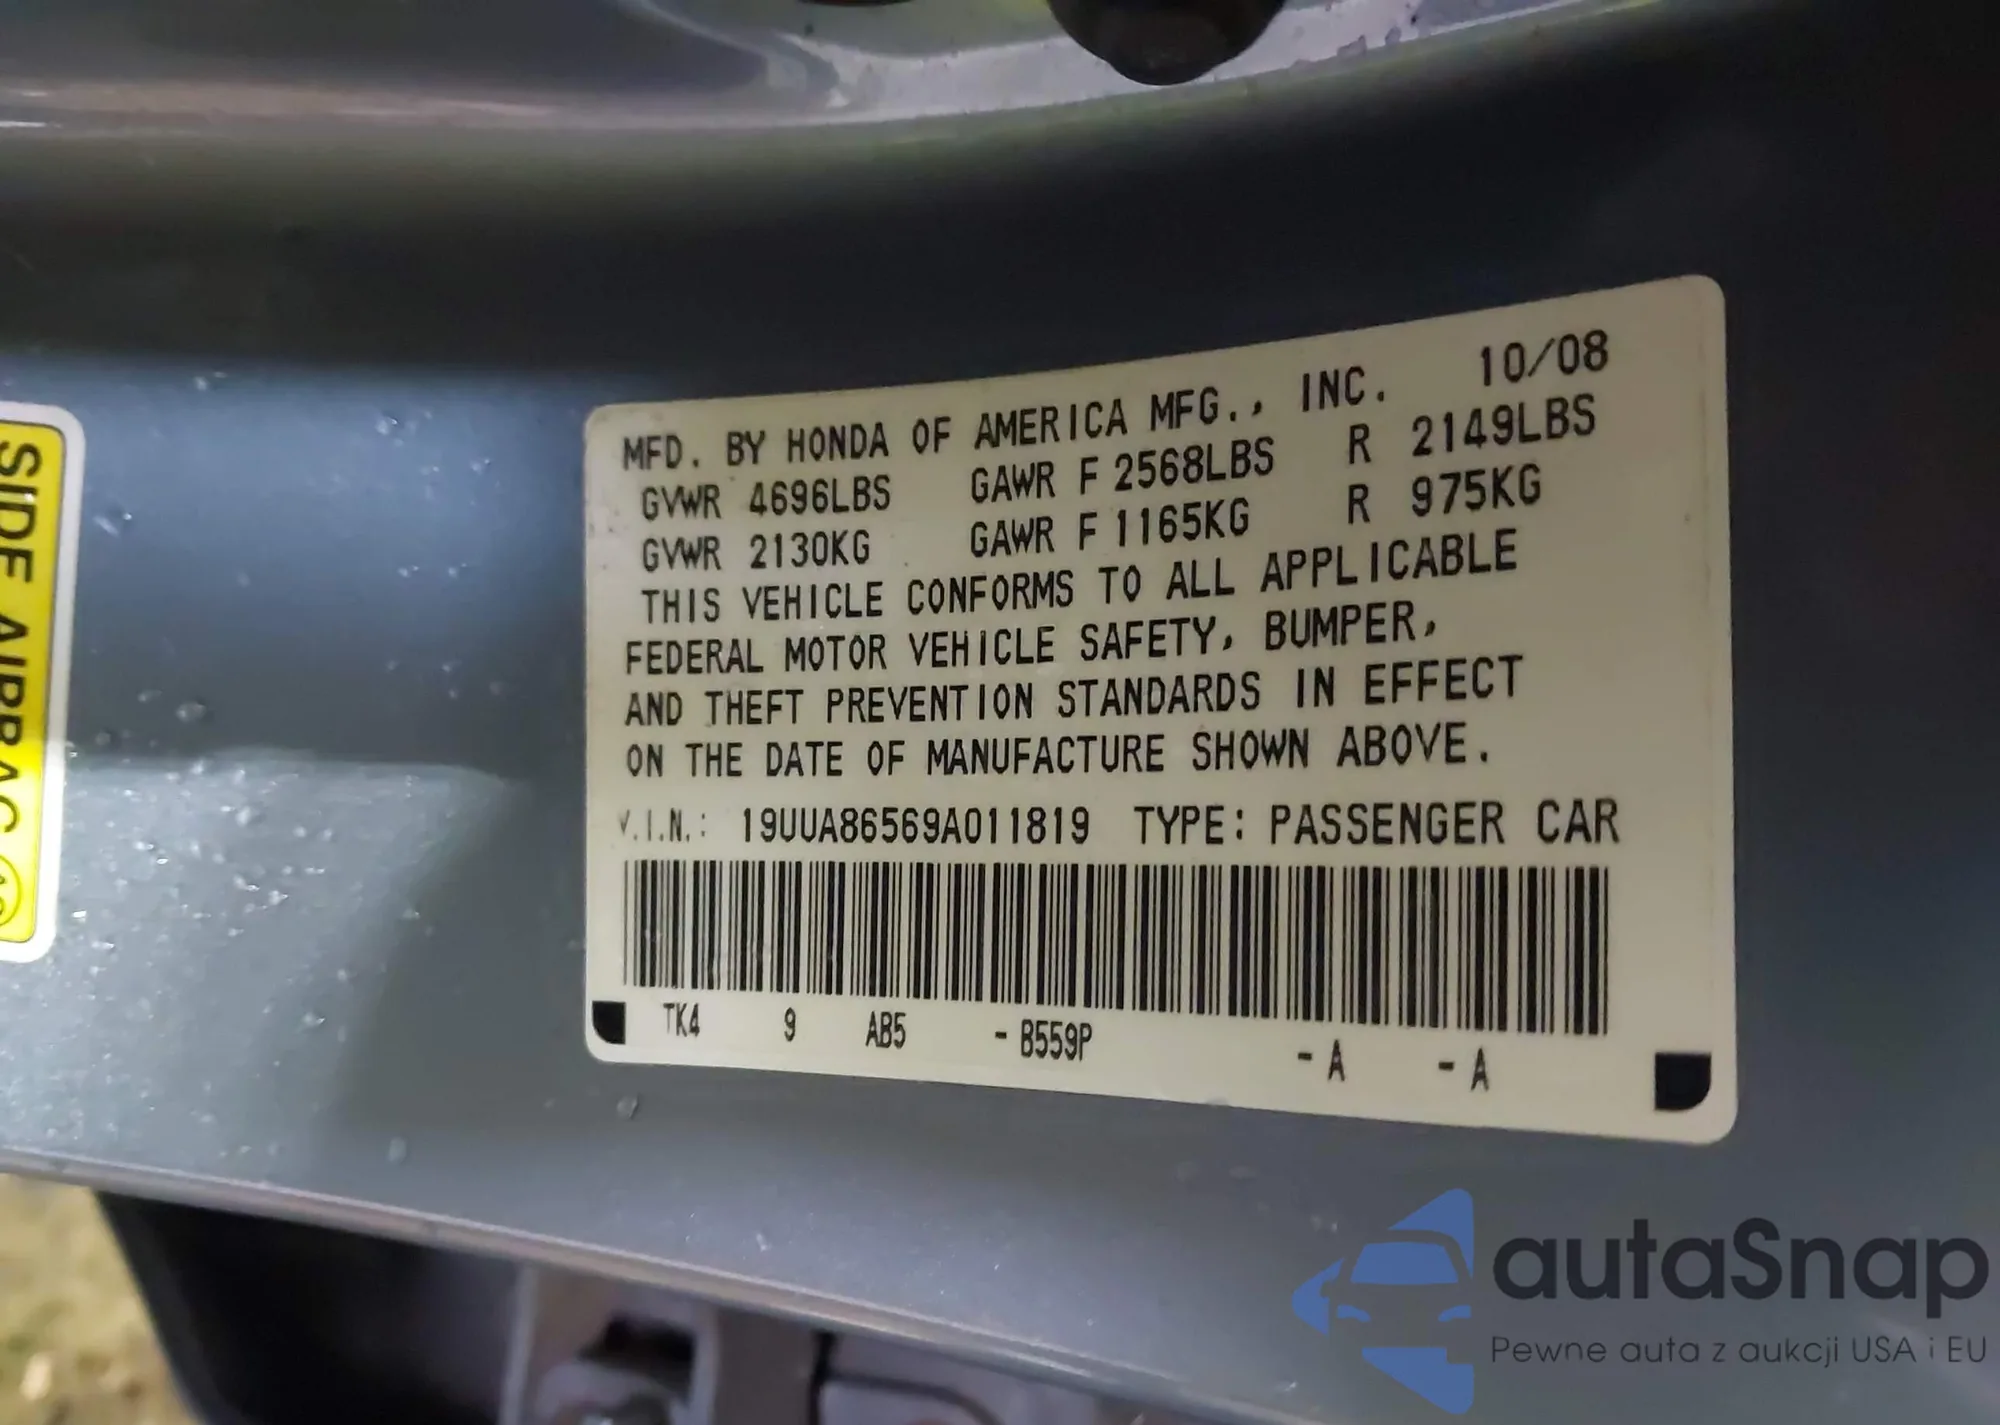 SIDE AIRBAG
MFD. BY HONDA OF AMERICA MFG., INC. 10/08
GVWR 4696LBS GAWR F 2568LBS R 2149LBS
GVWR 2130KG GAWR F 1165KG R 975KG
THIS VEHICLE CONFORMS TO ALL APPLICABLE
FEDERAL MOTOR VEHICLE SAFETY, BUMPER,
AND THEFT PREVENTION STANDARDS IN EFFECT
ON THE DATE OF MANUFACTURE SHOWN ABOVE.
V.I.N.: 19UUA86569A011819 TYPE: PASSENGER CAR
TK4 9 AB5 - B559P - A - A
autaSnap
Pewne auta z aukcji USA i EU